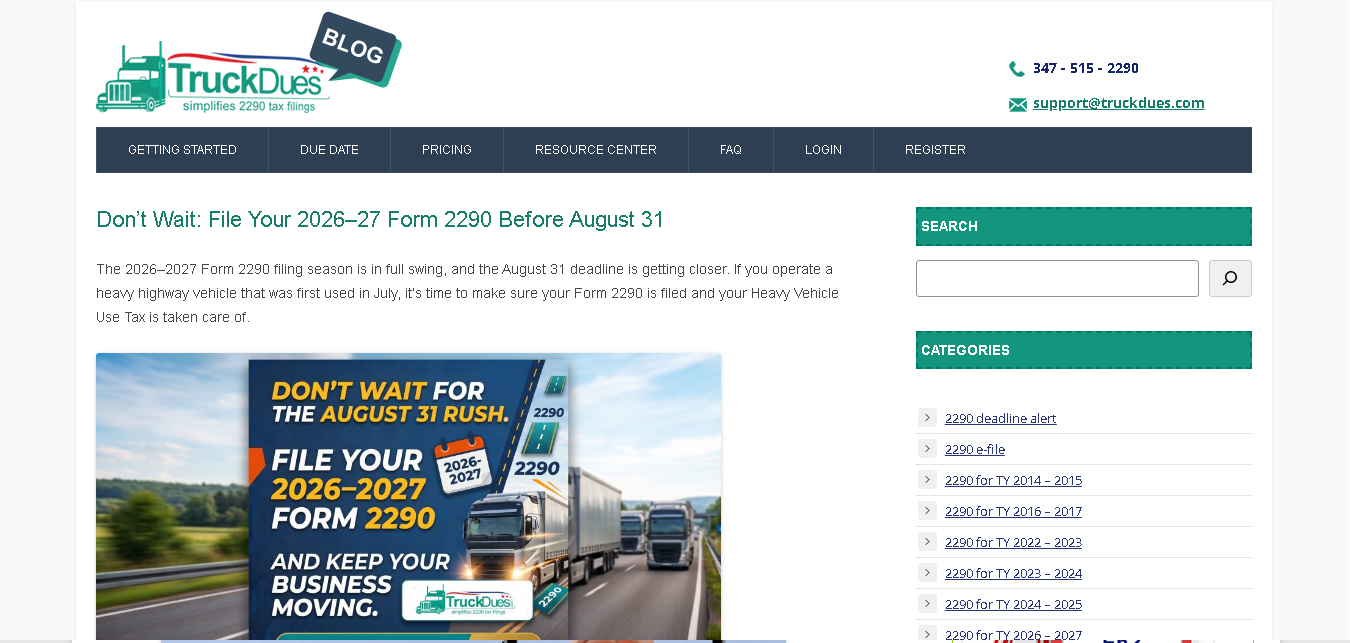 BLOG
TruckDues
simplifies 2290 tax filings
347 - 515 - 2290
support@truckdues.com
GETTING STARTED
DUE DATE
PRICING
RESOURCE CENTER
FAQ
LOGIN
REGISTER
Don’t Wait: File Your 2026–27 Form 2290 Before August 31
The 2026–2027 Form 2290 filing season is in full swing, and the August 31 deadline is getting closer. If you operate a
heavy highway vehicle that was first used in July, it’s time to make sure your Form 2290 is filed and your Heavy Vehicle
Use Tax is taken care of.
DON’T WAIT FOR
THE AUGUST 31 RUSH.
2290
2290
FILE YOUR
2026–2027
FORM 2290
2026-
2027
AND KEEP YOUR
BUSINESS
MOVING.
TruckDues
simplifies 2290 tax filings
2290
SEARCH
CATEGORIES
2290 deadline alert
2290 e-file
2290 for TY 2014 – 2015
2290 for TY 2016 – 2017
2290 for TY 2022 – 2023
2290 for TY 2023 – 2024
2290 for TY 2024 – 2025
2290 for TY 2026 – 2027